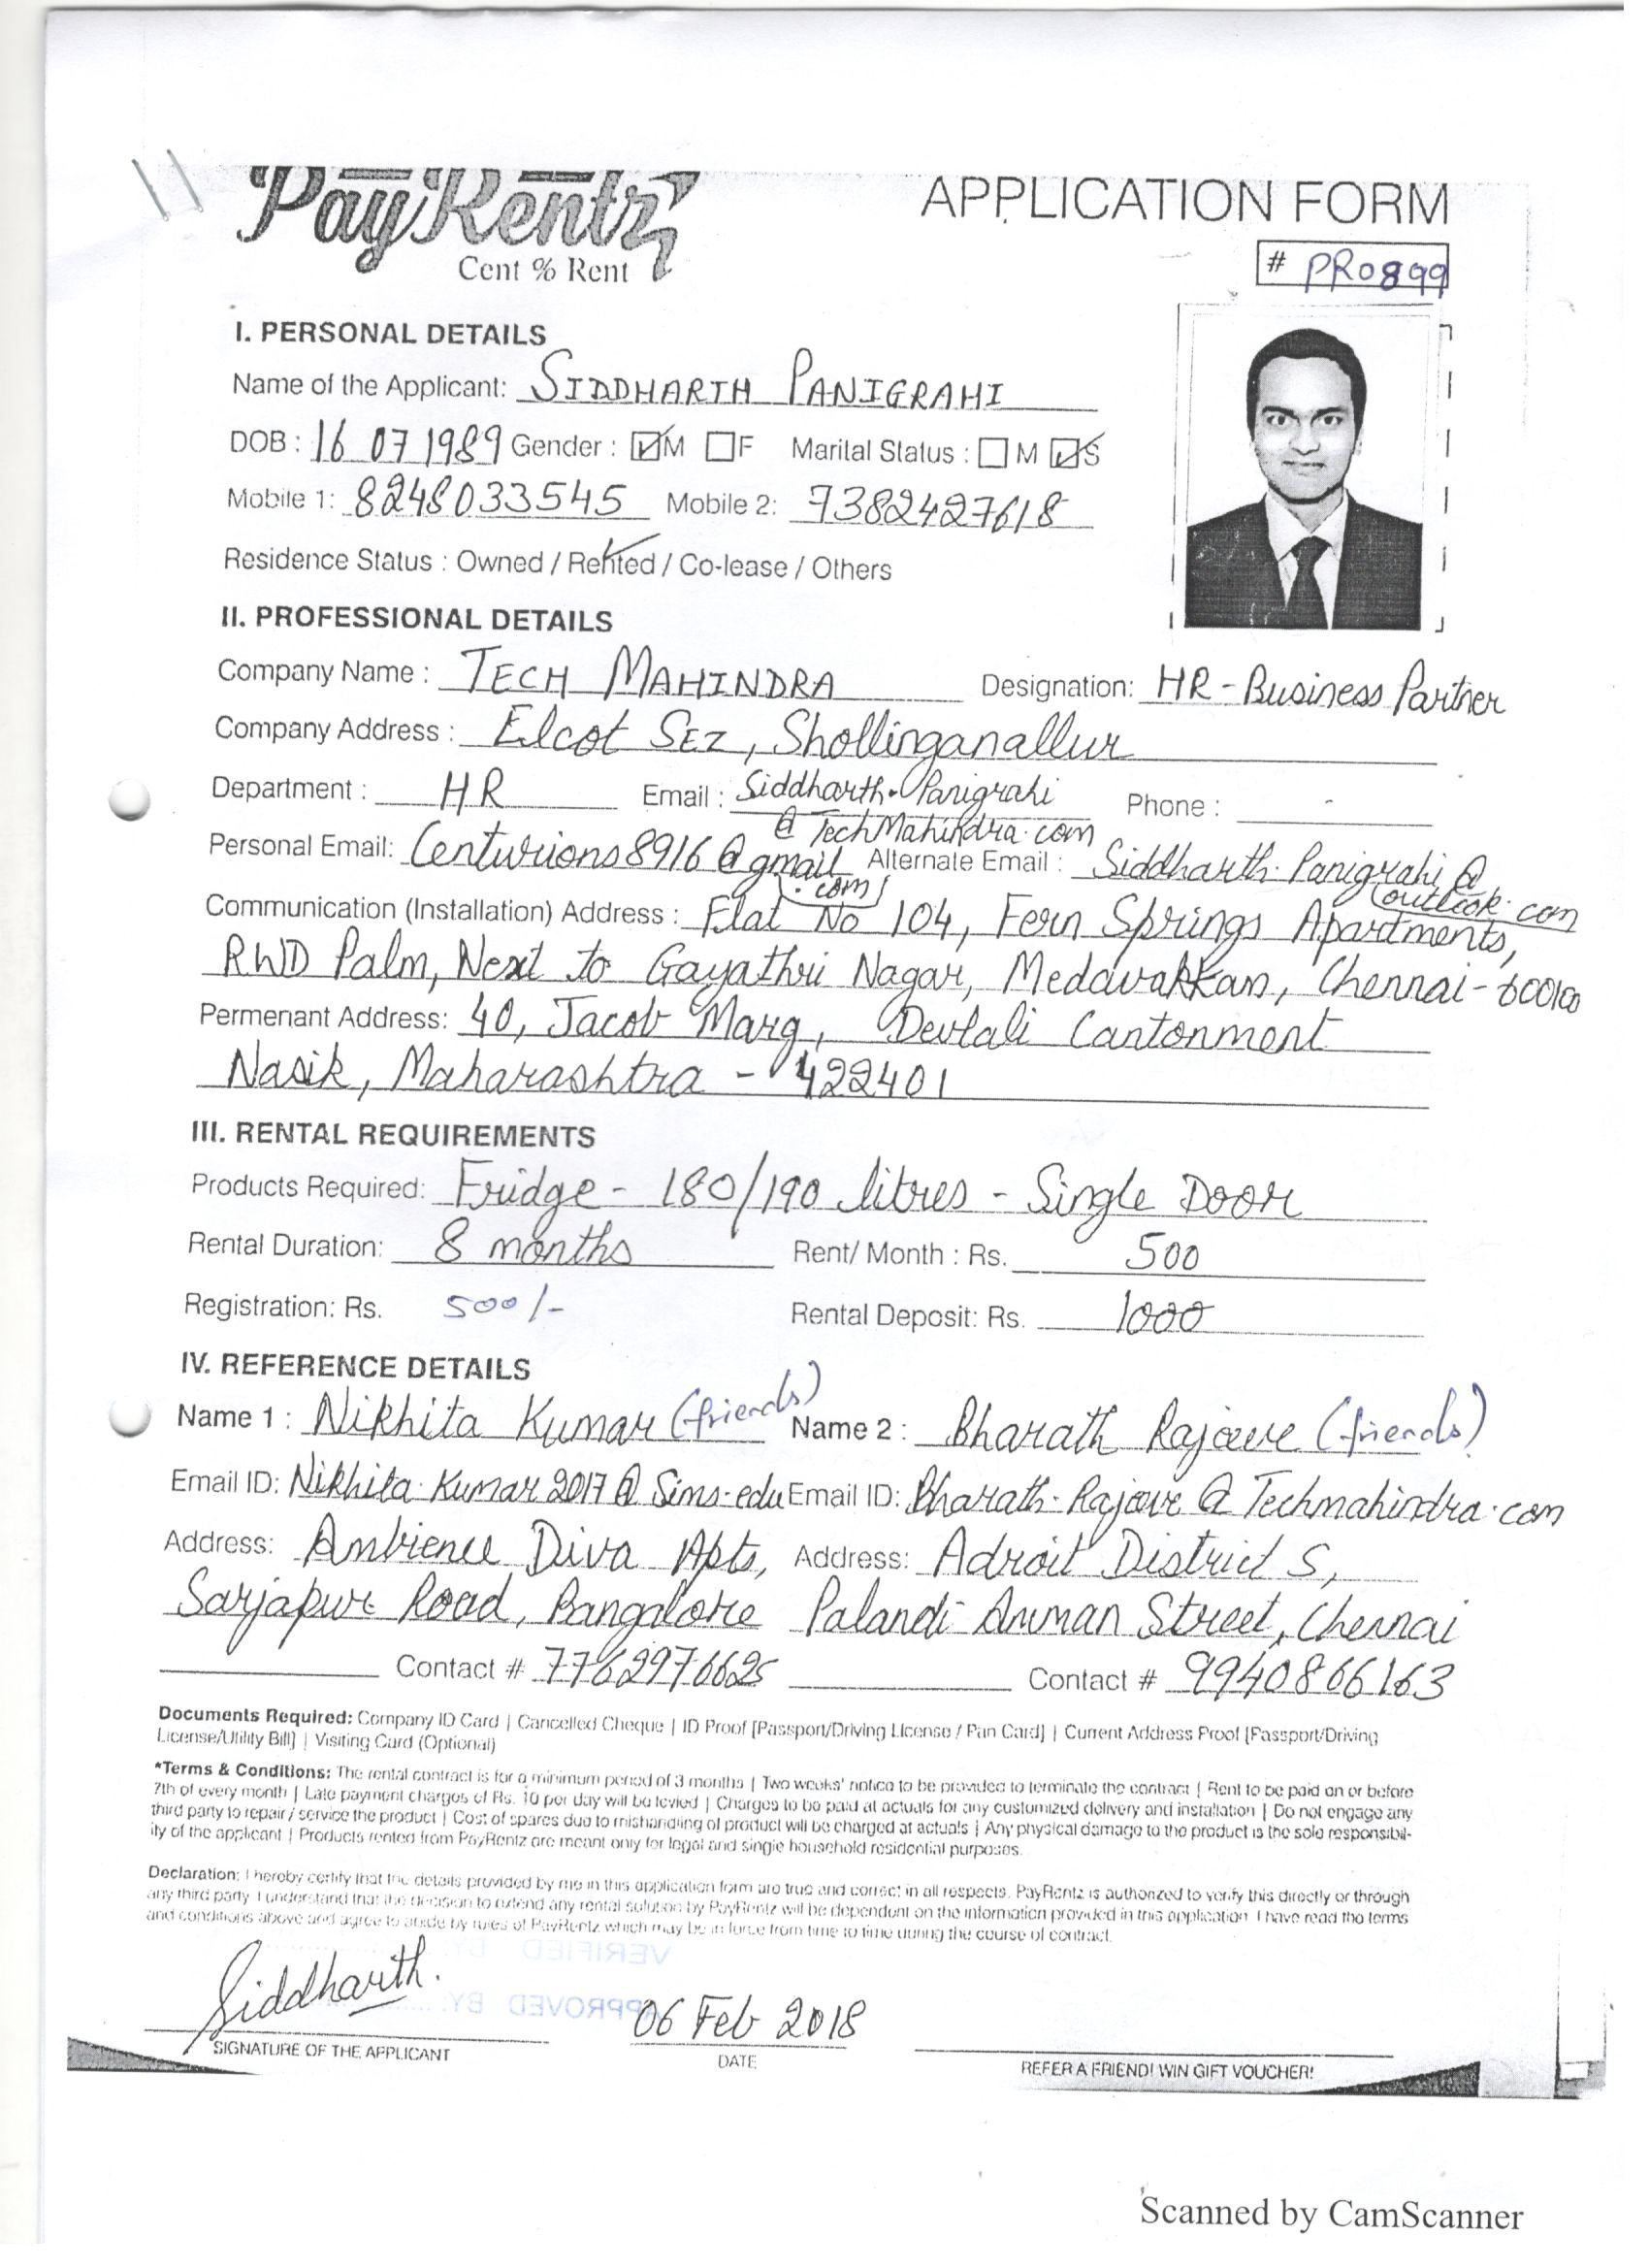 PayRentz
Cent % Rent
APPLICATION FORM
# PR0899
I. PERSONAL DETAILS
Name of the Applicant: SIDDHARTH PANIGRAHI
DOB : 16 07 1989 Gender : M F Marital Status : M S
Mobile 1: 8248033545 Mobile 2: 7382427618
Residence Status : Owned / Rented / Co-lease / Others
II. PROFESSIONAL DETAILS
Company Name : TECH MAHINDRA Designation: HR - Business Partner
Company Address : Elcot SEZ, Shollinganallur
Department : HR Email : Siddharth.Panigrahi Phone : -
@ TechMahindra.com
Personal Email: Centurions8916@gmail Alternate Email : Siddharth.Panigrahi@
.com outlook.com
Communication (Installation) Address : Flat No 104, Fern Springs Apartments,
RWD Palm, Next to Gayathri Nagar, Medavakkam, Chennai - 600100
Permenant Address: 40, Jacob Marg, Devlali Cantonment
Nasik, Maharashtra - 422401
III. RENTAL REQUIREMENTS
Products Required: Fridge - 180/190 litres - Single Door
Rental Duration: 8 months Rent/ Month : Rs. 500
Registration: Rs. 500/- Rental Deposit: Rs. 1000
IV. REFERENCE DETAILS
Name 1 : Nikhita Kumar (friends) Name 2 : Bharath Rajeeve (friends)
Email ID: Nikhita.Kumar2017@Sims.edu Email ID: Bharath.Rajeeve@Techmahindra.com
Address: Ambience Diva Apts, Address: Adroit District S,
Sarjapur Road, Bangalore Palandi Amman Street, Chennai
Contact # 7762976625 Contact # 9940866163
Documents Required: Company ID Card | Cancelled Cheque | ID Proof [Passport/Driving License / Pan Card] | Current Address Proof [Passport/Driving
License/Utility Bill] | Visiting Card (Optional)
*Terms & Conditions: The rental contract is for a minimum period of 3 months | Two weeks' notice to be provided to terminate the contract | Rent to be paid on or before
7th of every month | Late payment charges of Rs. 10 per day will be levied | Charges to be paid at actuals for any customized delivery and installation | Do not engage any
third party to repair / service the product | Cost of spares due to mishandling of product will be charged at actuals | Any physical damage to the product is the sole responsibil-
ity of the applicant | Products rented from PayRentz are meant only for legal and single household residential purposes.
Declaration: I hereby certify that the details provided by me in this application form are true and correct in all respects. PayRentz is authorized to verify this directly or through
any third party. I understand that the decision to extend any rental solution by PayRentz will be dependent on the information provided in this application. I have read the terms
and conditions above and agree to abide by rules of PayRentz which may be in force from time to time during the course of contract.
VERIFIED BY:
APPROVED BY:
Siddharth.
06 Feb 2018
SIGNATURE OF THE APPLICANT DATE REFER A FRIEND! WIN GIFT VOUCHER!
Scanned by CamScanner